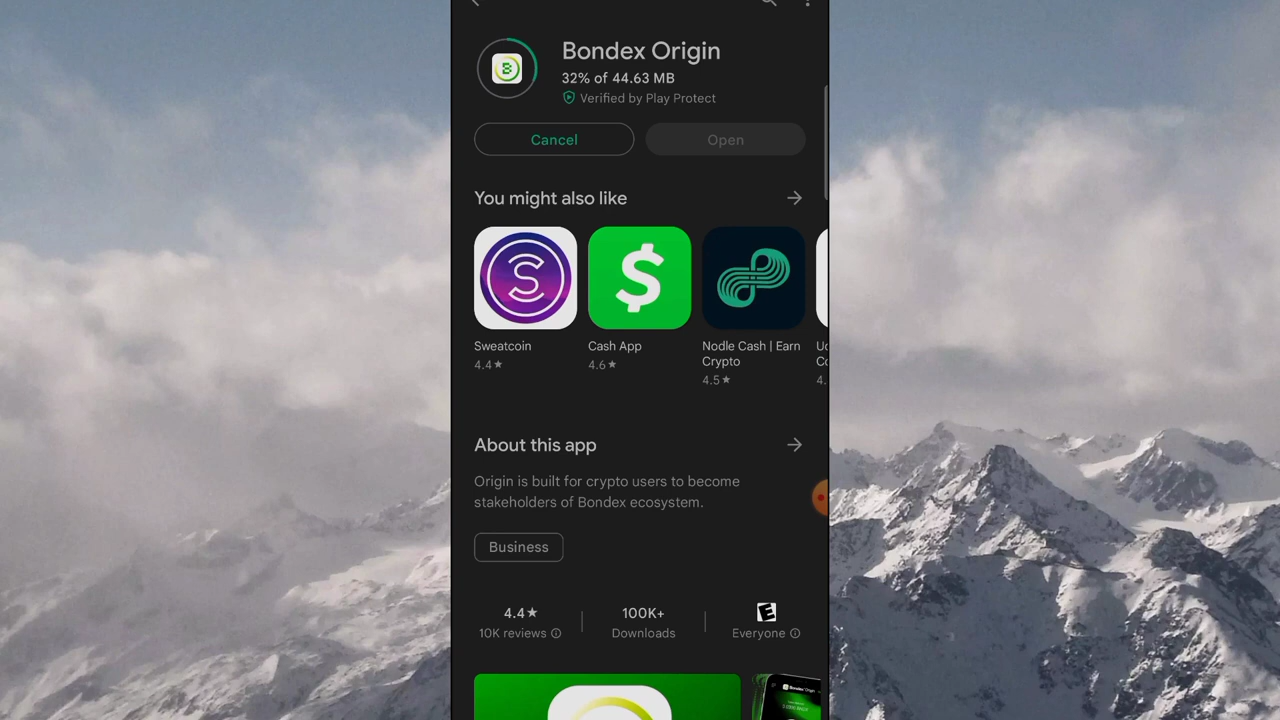 Bondex Origin
32% of 44.63 MB
Verified by Play Protect
Cancel
Open
You might also like
Sweatcoin
4.4★
Cash App
4.6★
Nodle Cash | Earn
Crypto
4.5★
4.
About this app
Origin is built for crypto users to become
stakeholders of Bondex ecosystem.
Business
4.4★
10K reviews
100K+
Downloads
E
Everyone